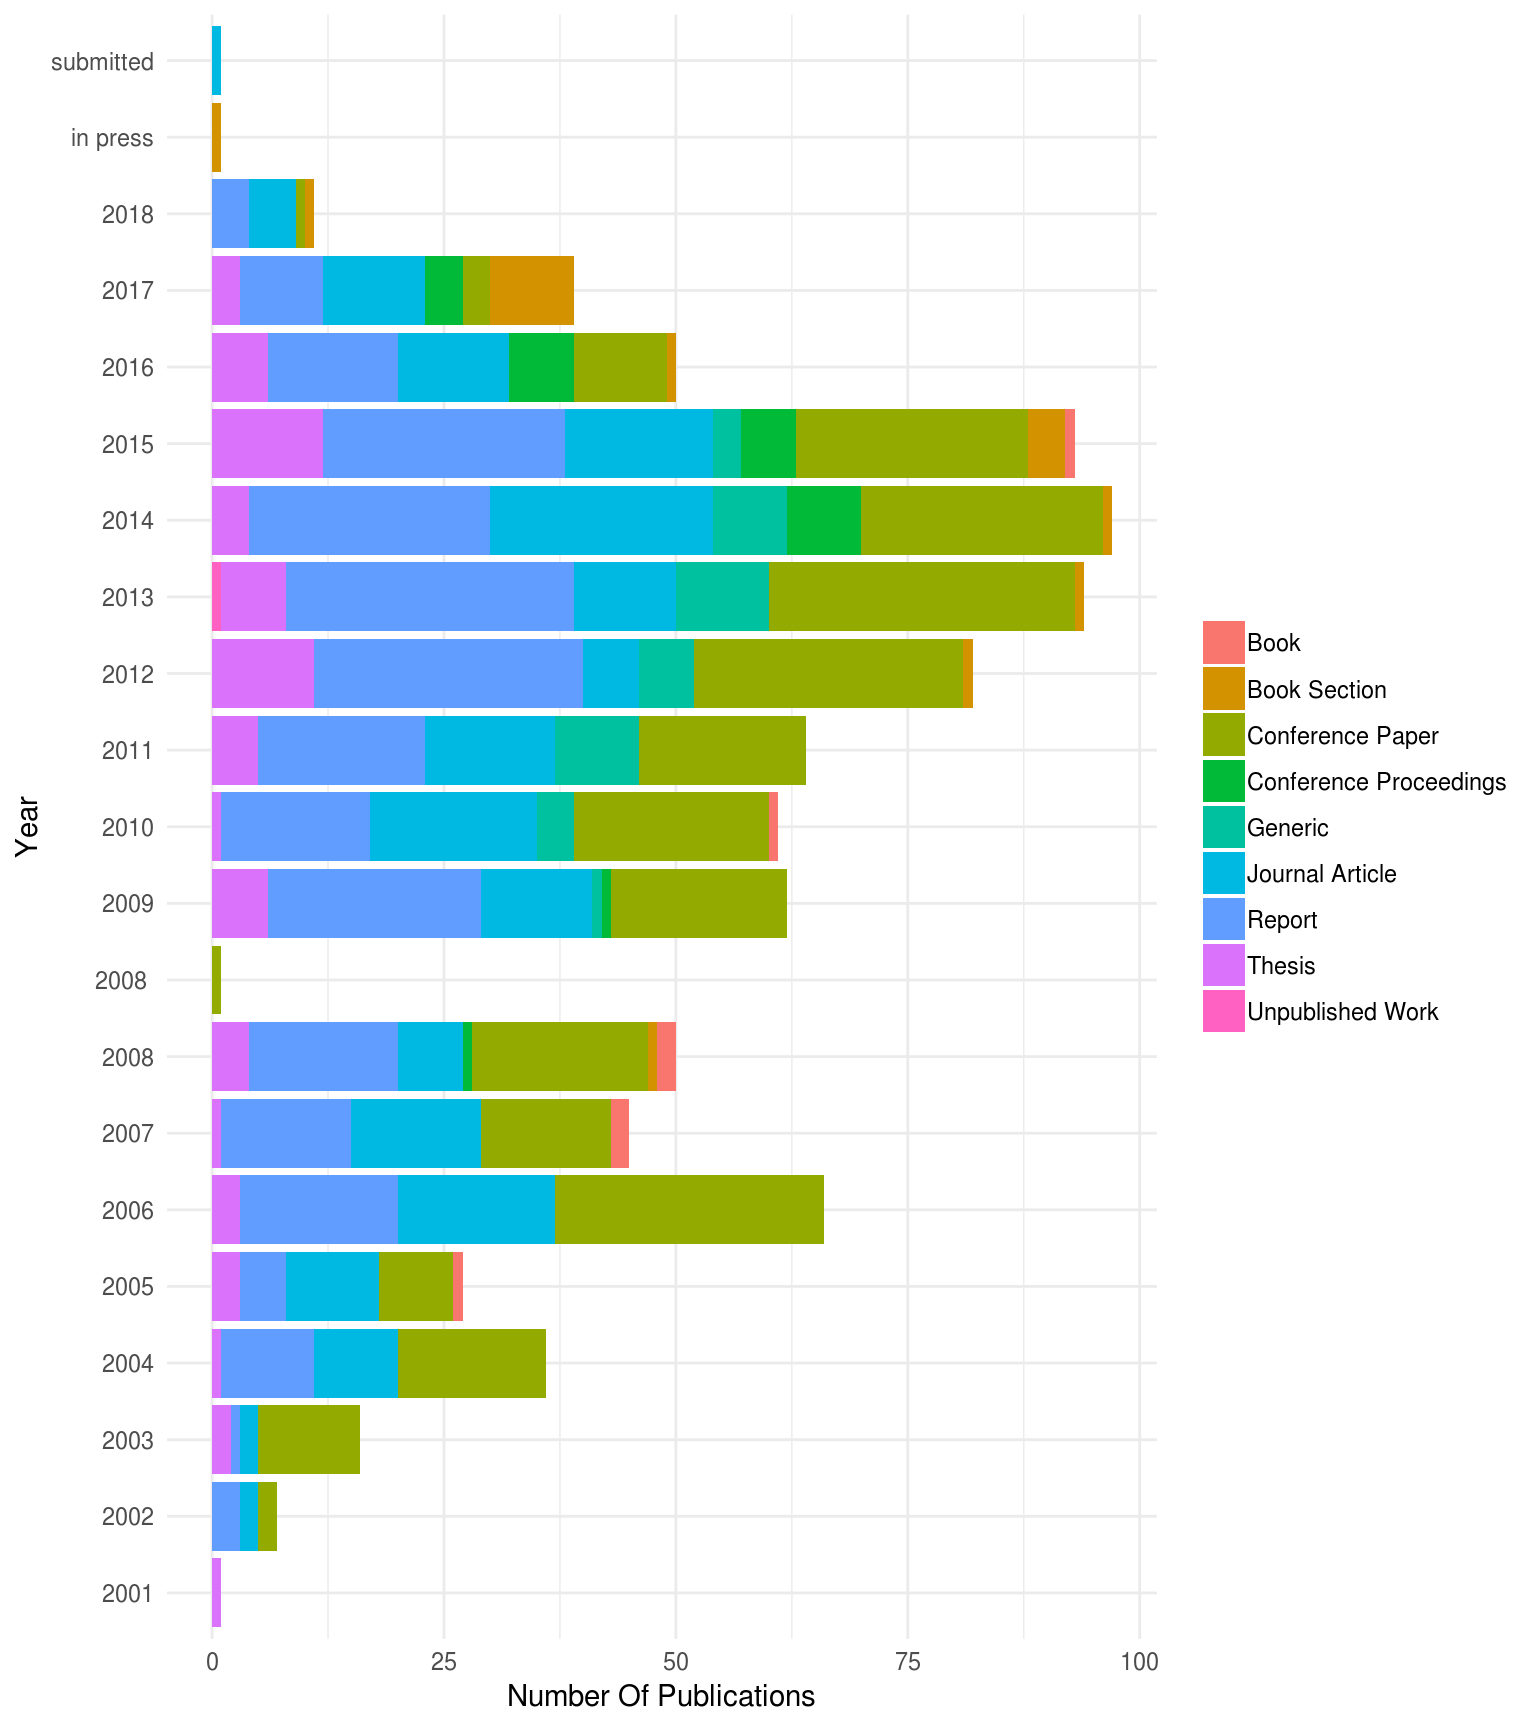 submitted
in press
2018
2017
2016
2015
2014
2013
2012
2011
2010
2009
2008
2008
2007
2006
2005
2004
2003
2002
2001
Year
0 25 50 75 100
Number Of Publications
Book
Book Section
Conference Paper
Conference Proceedings
Generic
Journal Article
Report
Thesis
Unpublished Work